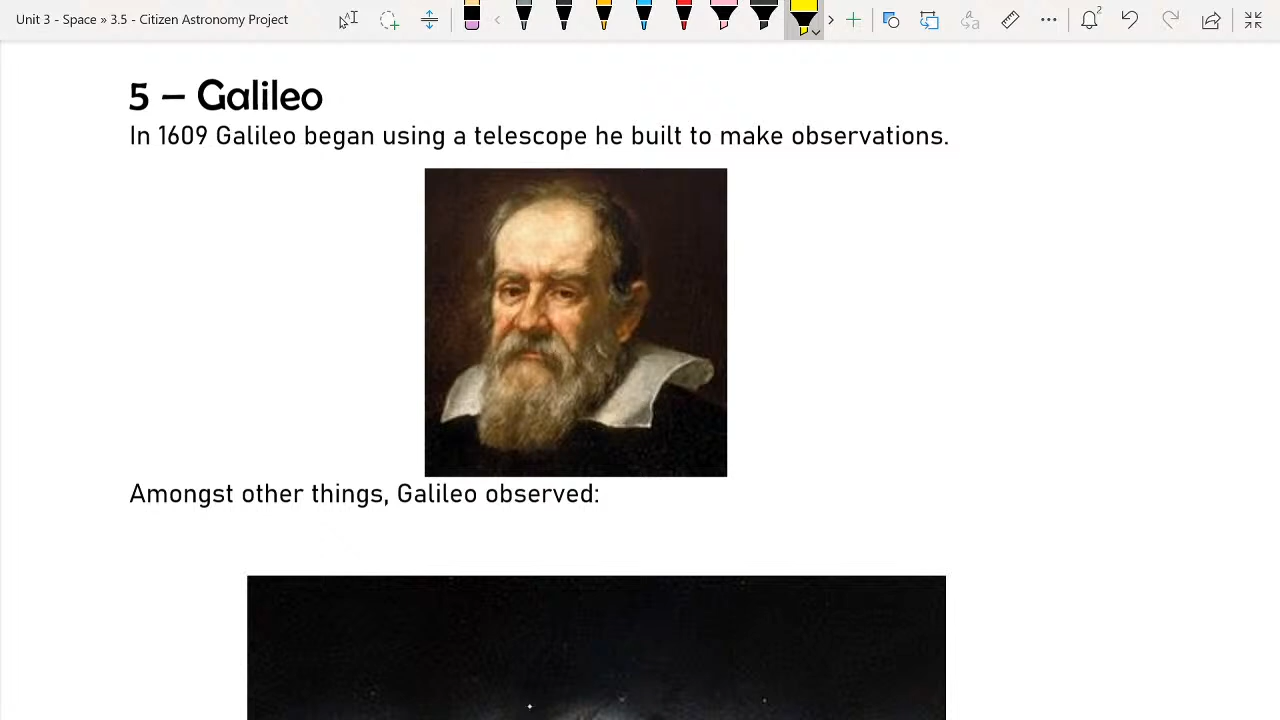 Unit 3 - Space » 3.5 - Citizen Astronomy Project
2
5 – Galileo
In 1609 Galileo began using a telescope he built to make observations.
Amongst other things, Galileo observed: